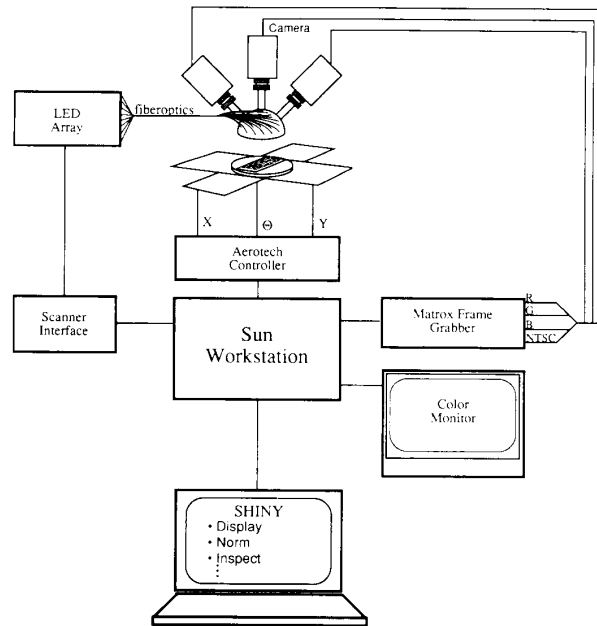 Camera
LED
Array
fiberoptics
X
Θ
Y
Aerotech
Controller
Scanner
Interface
Sun
Workstation
Matrox Frame
Grabber
R
G
B
NTSC
Color
Monitor
SHINY
• Display
• Norm
• Inspect